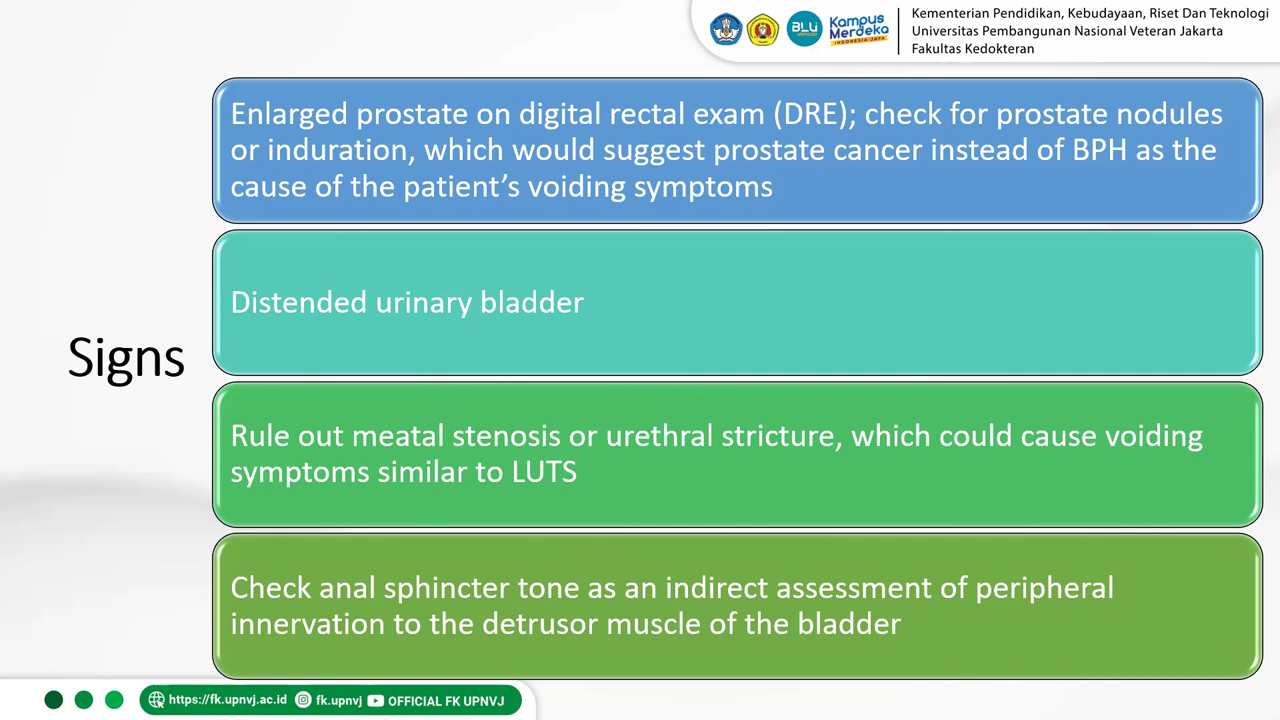 BLU
Kampus
Merdeka
INDONESIA JAYA
Kementerian Pendidikan, Kebudayaan, Riset Dan Teknologi
Universitas Pembangunan Nasional Veteran Jakarta
Fakultas Kedokteran
Signs
Enlarged prostate on digital rectal exam (DRE); check for prostate nodules
or induration, which would suggest prostate cancer instead of BPH as the
cause of the patient’s voiding symptoms
Distended urinary bladder
Rule out meatal stenosis or urethral stricture, which could cause voiding
symptoms similar to LUTS
Check anal sphincter tone as an indirect assessment of peripheral
innervation to the detrusor muscle of the bladder
https://fk.upnvj.ac.id fk.upnvj OFFICIAL FK UPNVJ